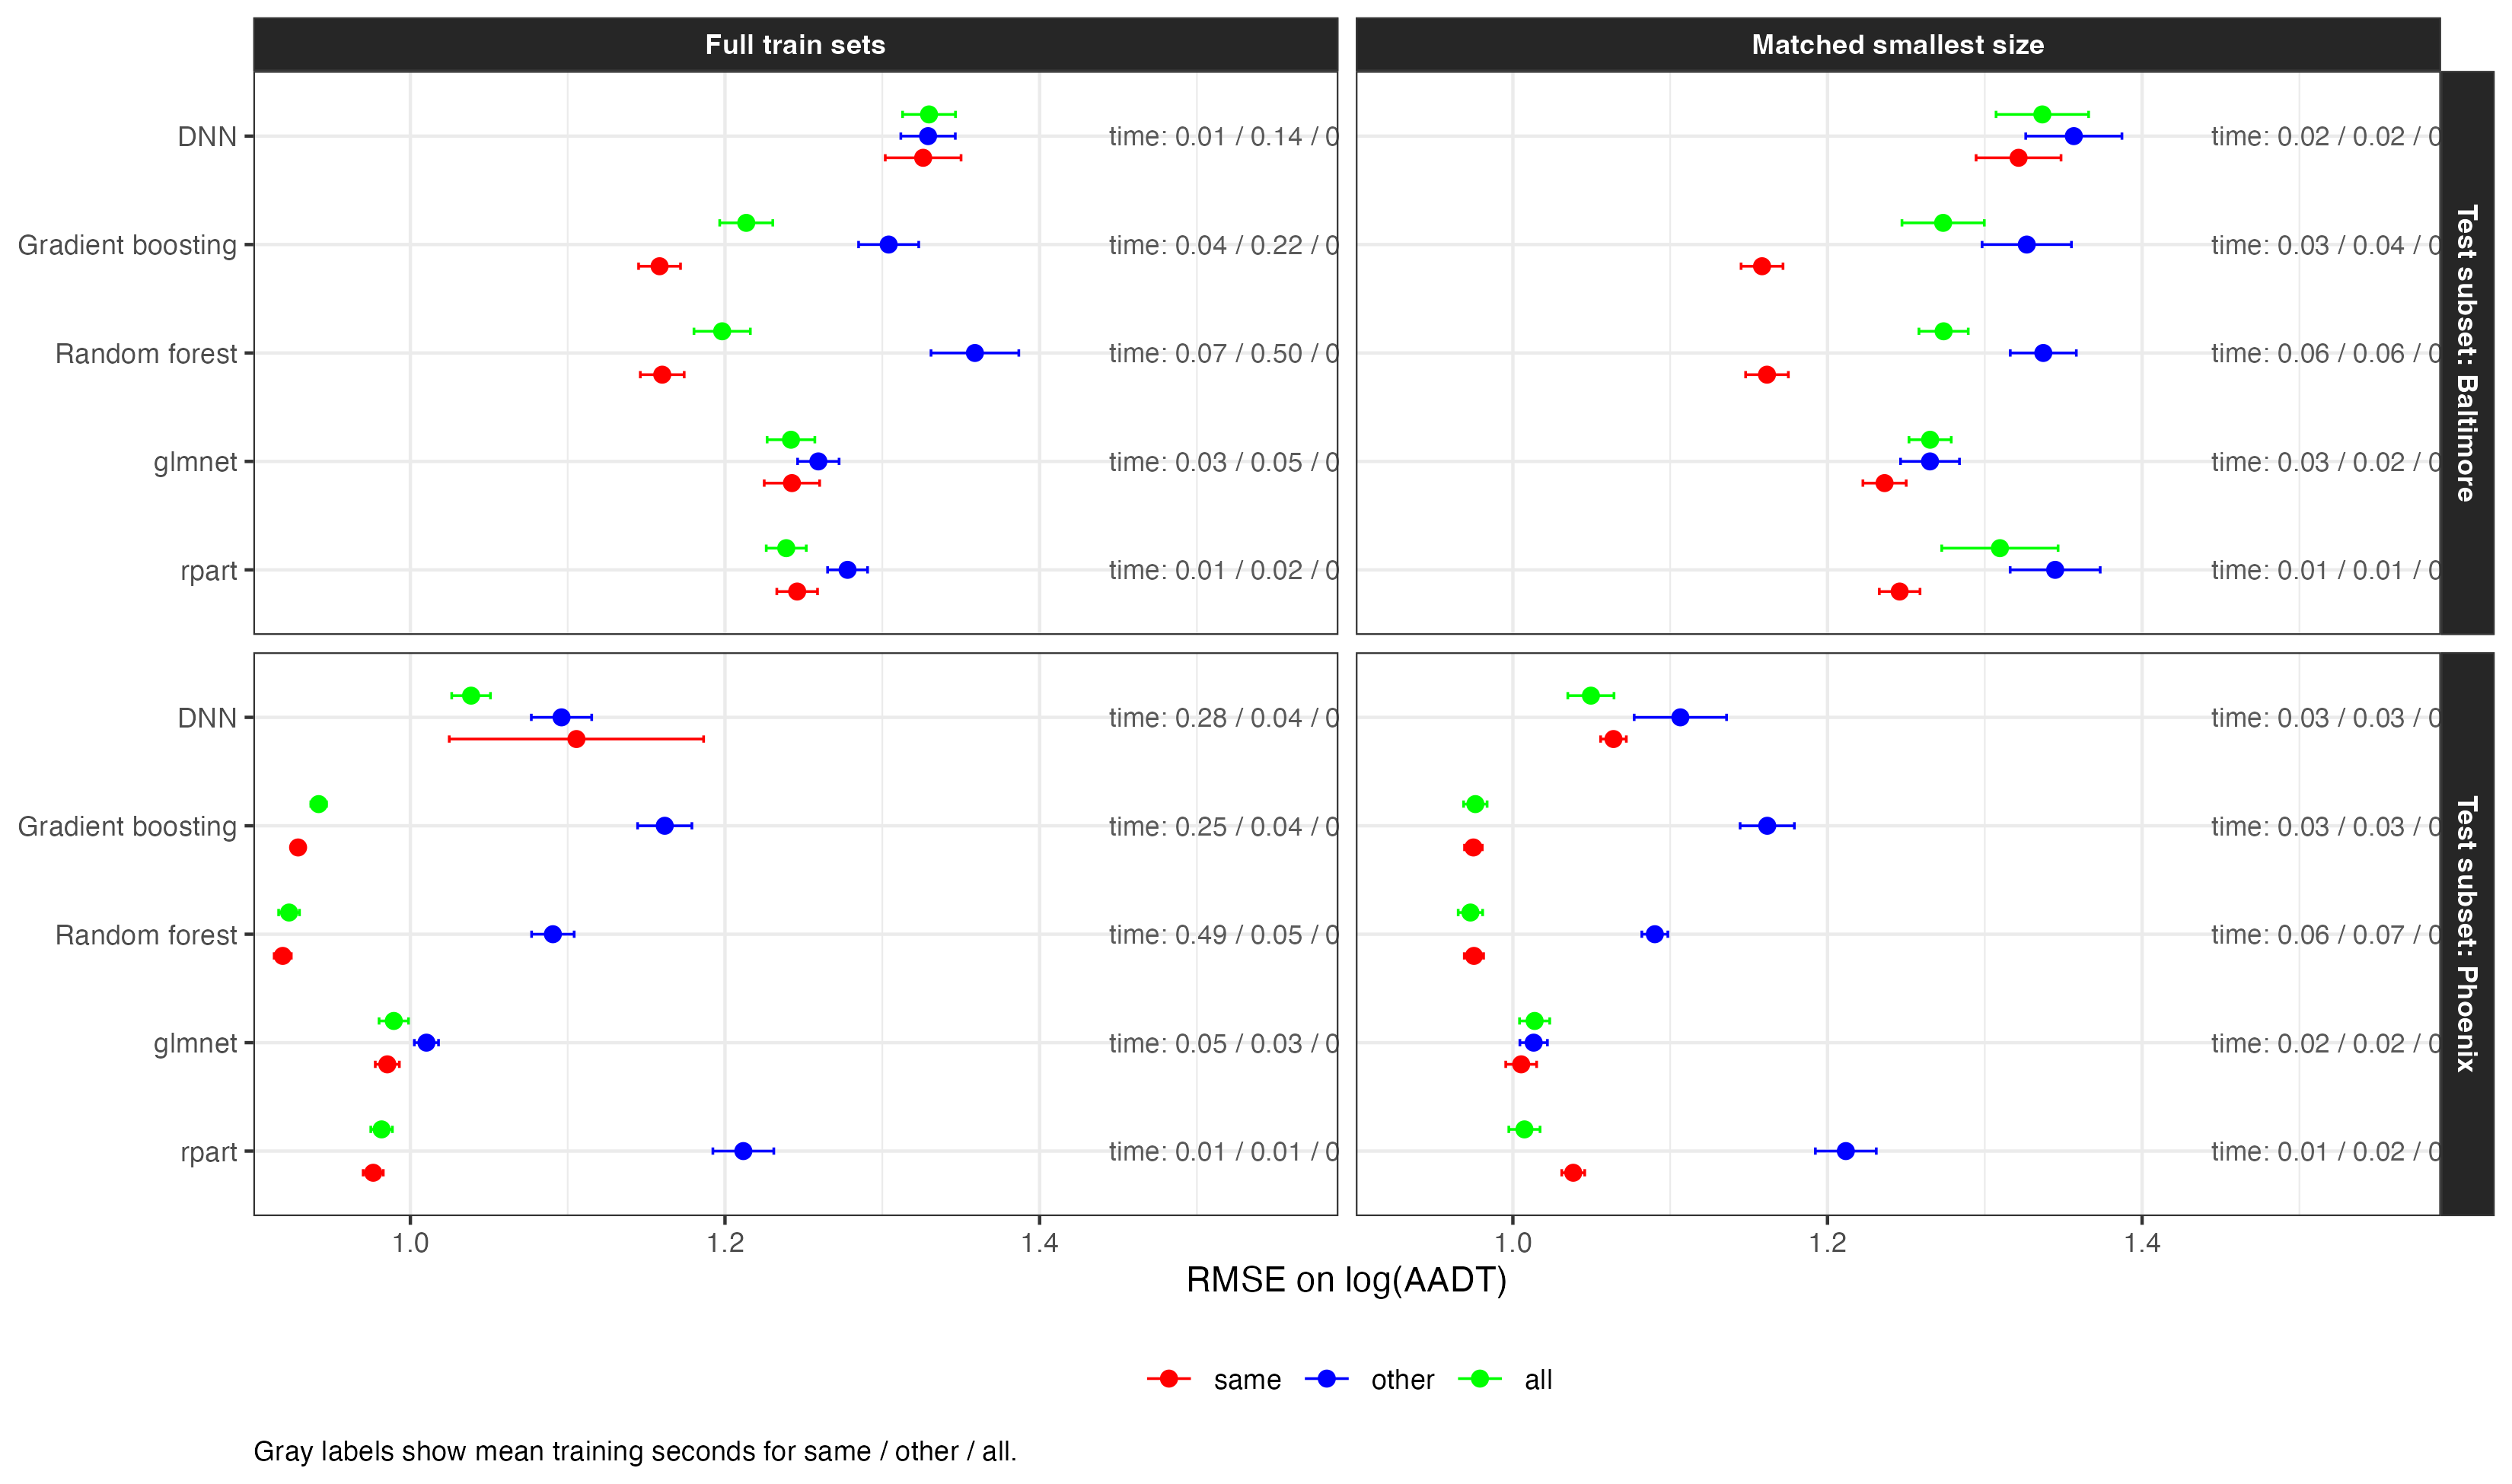 Full train sets
Matched smallest size
DNN
time: 0.01 / 0.14 / 0
time: 0.02 / 0.02 / 0
Gradient boosting
time: 0.04 / 0.22 / 0
time: 0.03 / 0.04 / 0
Random forest
time: 0.07 / 0.50 / 0
time: 0.06 / 0.06 / 0
glmnet
time: 0.03 / 0.05 / 0
time: 0.03 / 0.02 / 0
rpart
time: 0.01 / 0.02 / 0
time: 0.01 / 0.01 / 0
Test subset: Baltimore
DNN
time: 0.28 / 0.04 / 0
time: 0.03 / 0.03 / 0
Gradient boosting
time: 0.25 / 0.04 / 0
time: 0.03 / 0.03 / 0
Random forest
time: 0.49 / 0.05 / 0
time: 0.06 / 0.07 / 0
glmnet
time: 0.05 / 0.03 / 0
time: 0.02 / 0.02 / 0
rpart
time: 0.01 / 0.01 / 0
time: 0.01 / 0.02 / 0
Test subset: Phoenix
1.0 1.2 1.4
1.0 1.2 1.4
RMSE on log(AADT)
same other all
Gray labels show mean training seconds for same / other / all.